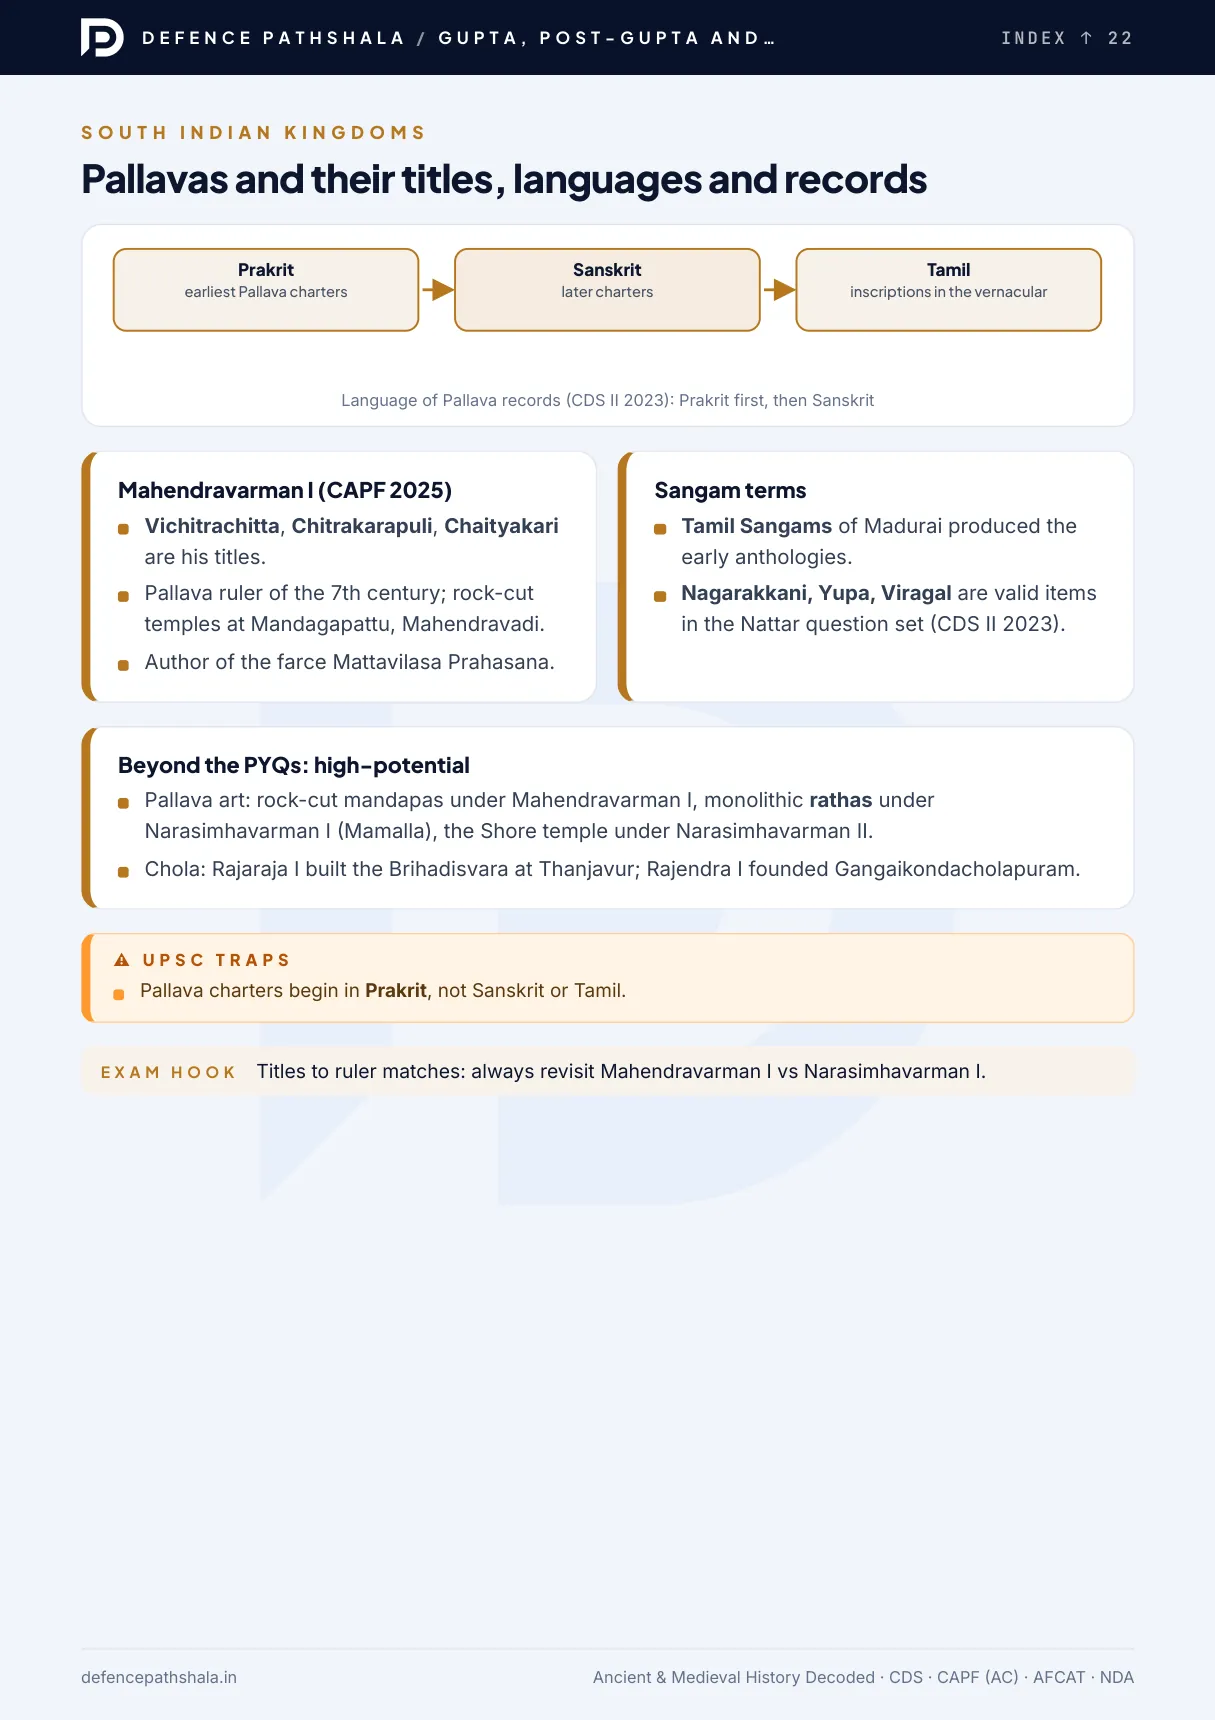 DEFENCE PATHSHALA / GUPTA, POST-GUPTA AND…
INDEX ↑ 22
SOUTH INDIAN KINGDOMS
Pallavas and their titles, languages and records
Prakrit
earliest Pallava charters
Sanskrit
later charters
Tamil
inscriptions in the vernacular
Language of Pallava records (CDS II 2023): Prakrit first, then Sanskrit
Mahendravarman I (CAPF 2025)
Vichitrachitta, Chitrakarapuli, Chaityakari
are his titles.
Pallava ruler of the 7th century; rock-cut
temples at Mandagapattu, Mahendravadi.
Author of the farce Mattavilasa Prahasana.
Sangam terms
Tamil Sangams of Madurai produced the
early anthologies.
Nagarakkani, Yupa, Viragal are valid items
in the Nattar question set (CDS II 2023).
Beyond the PYQs: high-potential
Pallava art: rock-cut mandapas under Mahendravarman I, monolithic rathas under
Narasimhavarman I (Mamalla), the Shore temple under Narasimhavarman II.
Chola: Rajaraja I built the Brihadisvara at Thanjavur; Rajendra I founded Gangaikondacholapuram.
⚠ UPSC TRAPS
Pallava charters begin in Prakrit, not Sanskrit or Tamil.
EXAM HOOK Titles to ruler matches: always revisit Mahendravarman I vs Narasimhavarman I.
defencepathshala.in
Ancient & Medieval History Decoded · CDS · CAPF (AC) · AFCAT · NDA